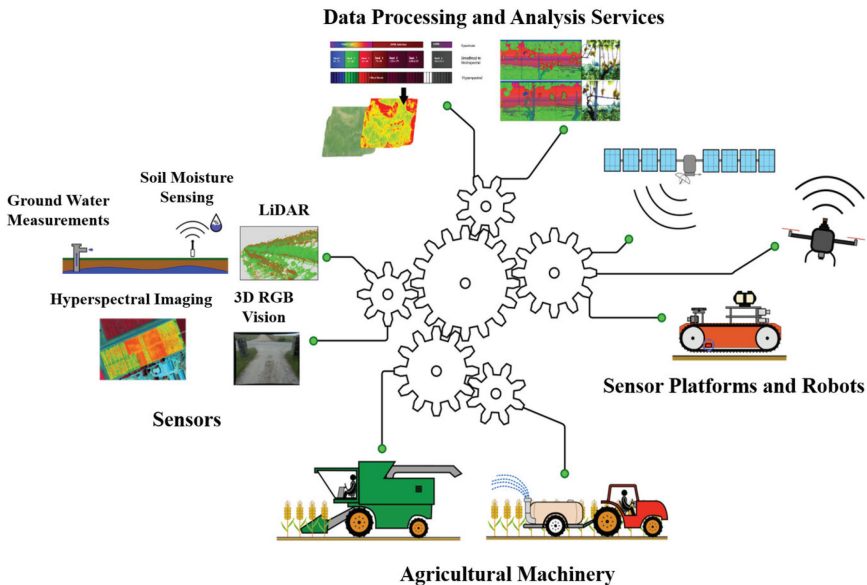 Data Processing and Analysis Services
Soil Moisture
Sensing
Ground Water
Measurements
LiDAR
Hyperspectral Imaging
3D RGB
Vision
Sensors
Sensor Platforms and Robots
Agricultural Machinery